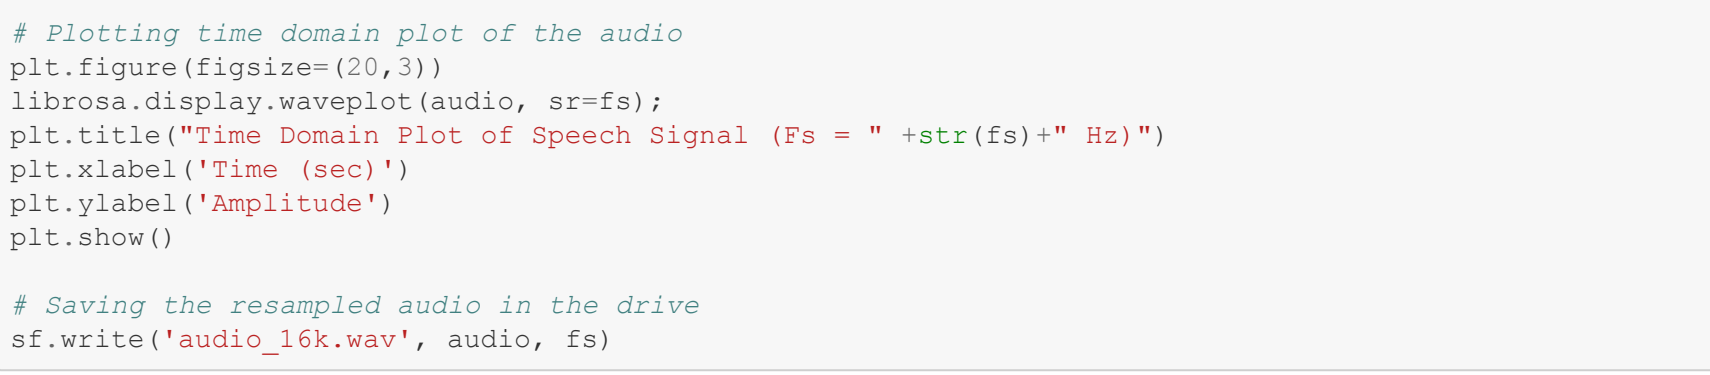 # Plotting time domain plot of the audio
plt.figure(figsize=(20,3))
librosa.display.waveplot(audio, sr=fs);
plt.title("Time Domain Plot of Speech Signal (Fs = " +str(fs)+" Hz)")
plt.xlabel('Time (sec)')
plt.ylabel('Amplitude')
plt.show()
# Saving the resampled audio in the drive
sf.write('audio_16k.wav', audio, fs)